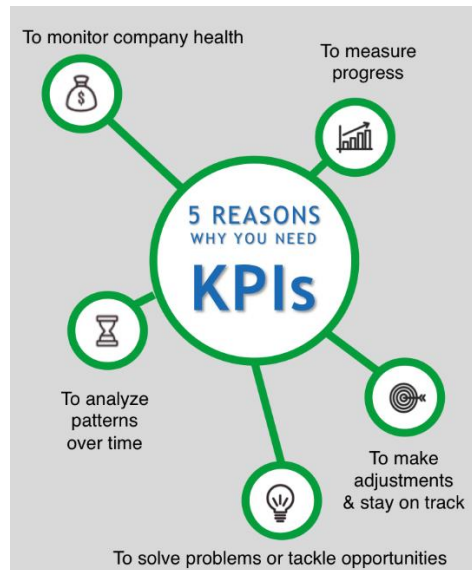 To monitor company health
To measure
progress
$
5 REASONS
WHY YOU NEED
KPIs
To analyze
patterns
over time
To make
adjustments
& stay on track
To solve problems or tackle opportunities